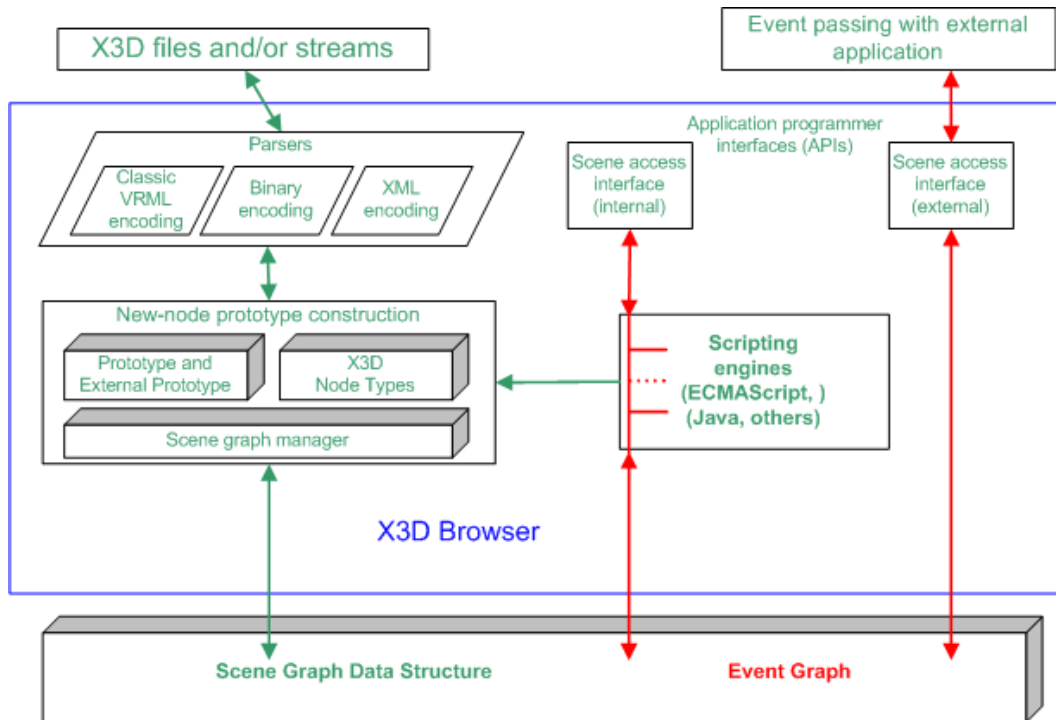 X3D files and/or streams
Event passing with external
application
Parsers
Classic
VRML
encoding
Binary
encoding
XML
encoding
Application programmer
interfaces (APIs)
Scene access
interface
(internal)
Scene access
interface
(external)
New-node prototype construction
Prototype and
External Prototype
X3D
Node Types
Scene graph manager
Scripting
engines
(ECMAScript, )
(Java, others)
X3D Browser
Scene Graph Data Structure
Event Graph